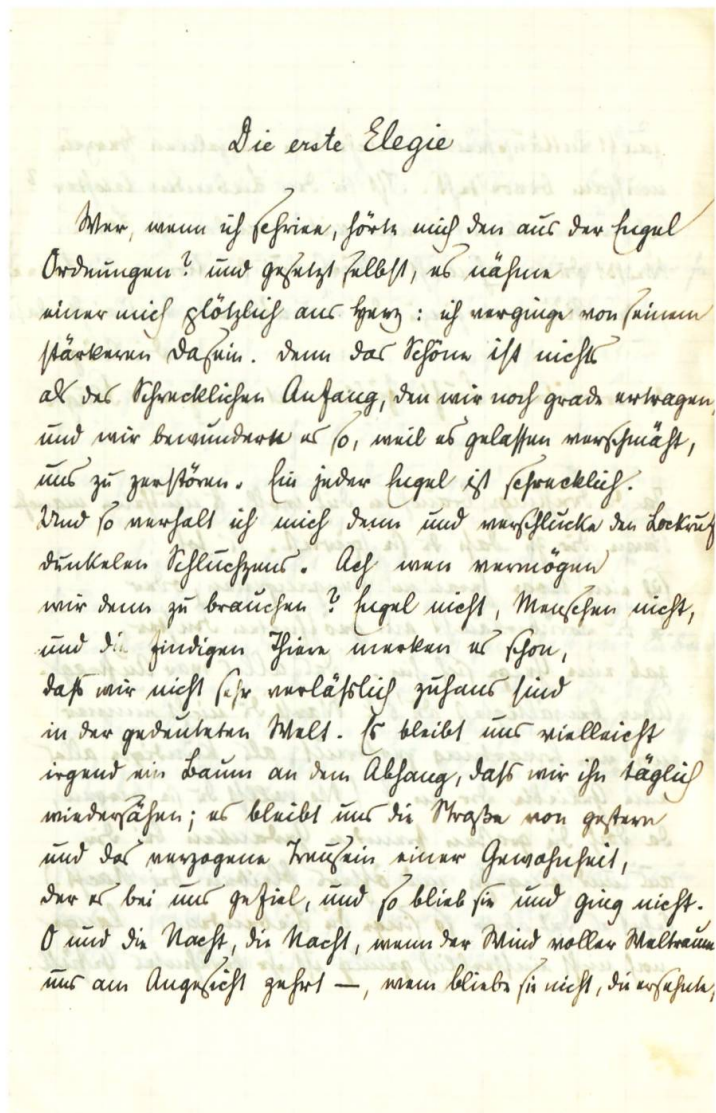 Die erste Elegie
Wer, wenn ich schriee, hörte mich den aus der Engel
Ordnungen? und gesetzt selbst, es nähme
einer mich plötzlich ans Herz: ich verginge von seinem
stärkeren Dasein. Denn das Schöne ist nichts
als des Schrecklichen Anfang, den wir noch grade ertragen,
und wir bewundern es so, weil es gelassen verschmäht,
uns zu zerstören. Ein jeder Engel ist schrecklich.
Und so verhalt ich mich denn und verschlucke den Lockruf
dunkelen Schluchzens. Ach wen vermögen
wir denn zu brauchen? Engel nicht, Menschen nicht,
und die findigen Thiere merken es schon,
dass wir nicht sehr verlässlich zuhaus sind
in der gedeuteten Welt. Es bleibt uns vielleicht
irgend ein Baum an dem Abhang, dass wir ihn täglich
wiedersähen; es bleibt uns die Straße von gestern
und das verzogene Treusein einer Gewohnheit,
der es bei uns gefiel, und so blieb sie und ging nicht.
O und die Nacht, die Nacht, wenn der Wind voller Weltraum
uns am Angesicht zehrt —, wem bliebe sie nicht, die ersehnte,